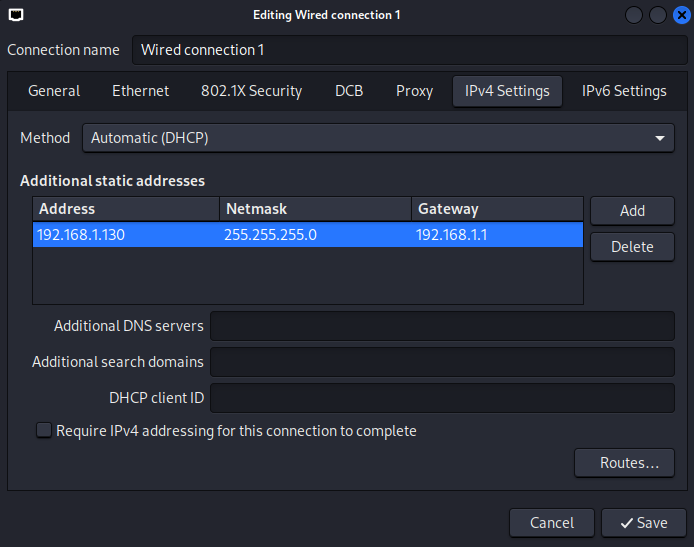 Editing Wired connection 1
Connection name Wired connection 1
General Ethernet 802.1X Security DCB Proxy IPv4 Settings IPv6 Settings
Method Automatic (DHCP)
Additional static addresses
Address Netmask Gateway Add
192.168.1.130 255.255.255.0 192.168.1.1 Delete
Additional DNS servers
Additional search domains
DHCP client ID
Require IPv4 addressing for this connection to complete
Routes...
Cancel Save